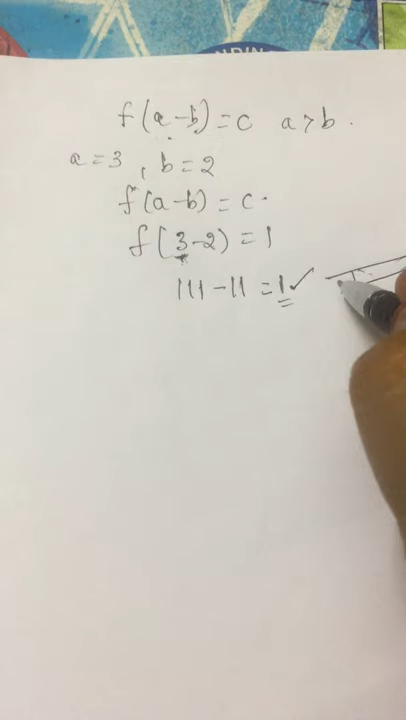 f(a-b)=c a>b.
a=3, b=2
f(a-b)=c.
f(3-2)=1
111-11=1✓